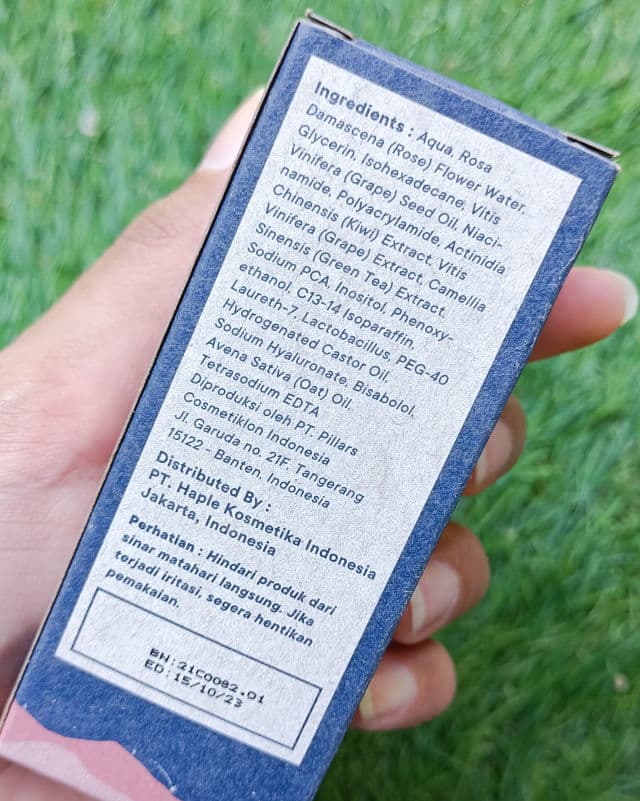 Ingredients : Aqua, Rosa
Damascena (Rose) Flower Water,
Glycerin, Isohexadecane, Vitis
Vinifera (Grape) Seed Oil, Niaci-
namide, Polyacrylamide, Actinidia
Chinensis (Kiwi) Extract, Vitis
Vinifera (Grape) Extract, Camellia
Sinensis (Green Tea) Extract,
Sodium PCA, Inositol, Phenoxy-
ethanol, C13-14 Isoparaffin,
Laureth-7, Lactobacillus, PEG-40
Hydrogenated Castor Oil,
Sodium Hyaluronate, Bisabolol,
Avena Sativa (Oat) Oil,
Tetrasodium EDTA
Diproduksi oleh PT. Pillars
Cosmetiklon Indonesia
Jl. Garuda no. 21F, Tangerang
15122 - Banten, Indonesia
Distributed By :
PT. Haple Kosmetika Indonesia
Jakarta, Indonesia
Perhatian : Hindari produk dari
sinar matahari langsung. Jika
terjadi iritasi, segera hentikan
pemakaian.
BN:21C0082.01
ED:15/10/23